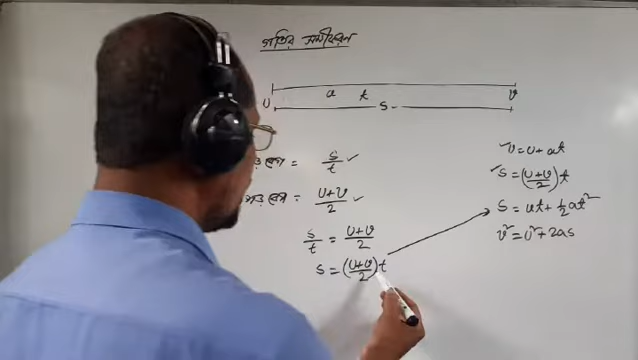 গতির সমীকরণ
a t
U v
S
= s/t ✓
= (U+v)/2 ✓
s/t = (U+v)/2
s = ((U+v)/2)t
✓v = U + at
✓s = ((U+v)/2)t
s = ut + ½at²
v² = U² + 2as